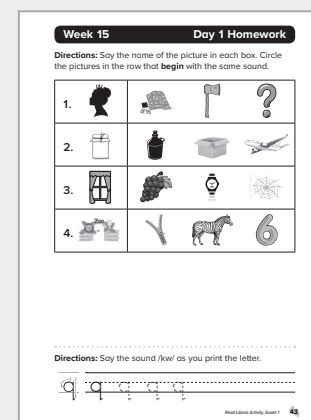 Week 15 Day 1 Homework
Directions: Say the name of the picture in each box. Circle
the pictures in the row that begin with the same sound.
1. ?
2.
3.
4. Zoo 6
Directions: Say the sound /kw/ as you print the letter.
q q q q q
Read Liberia Activity, Grade 1 43